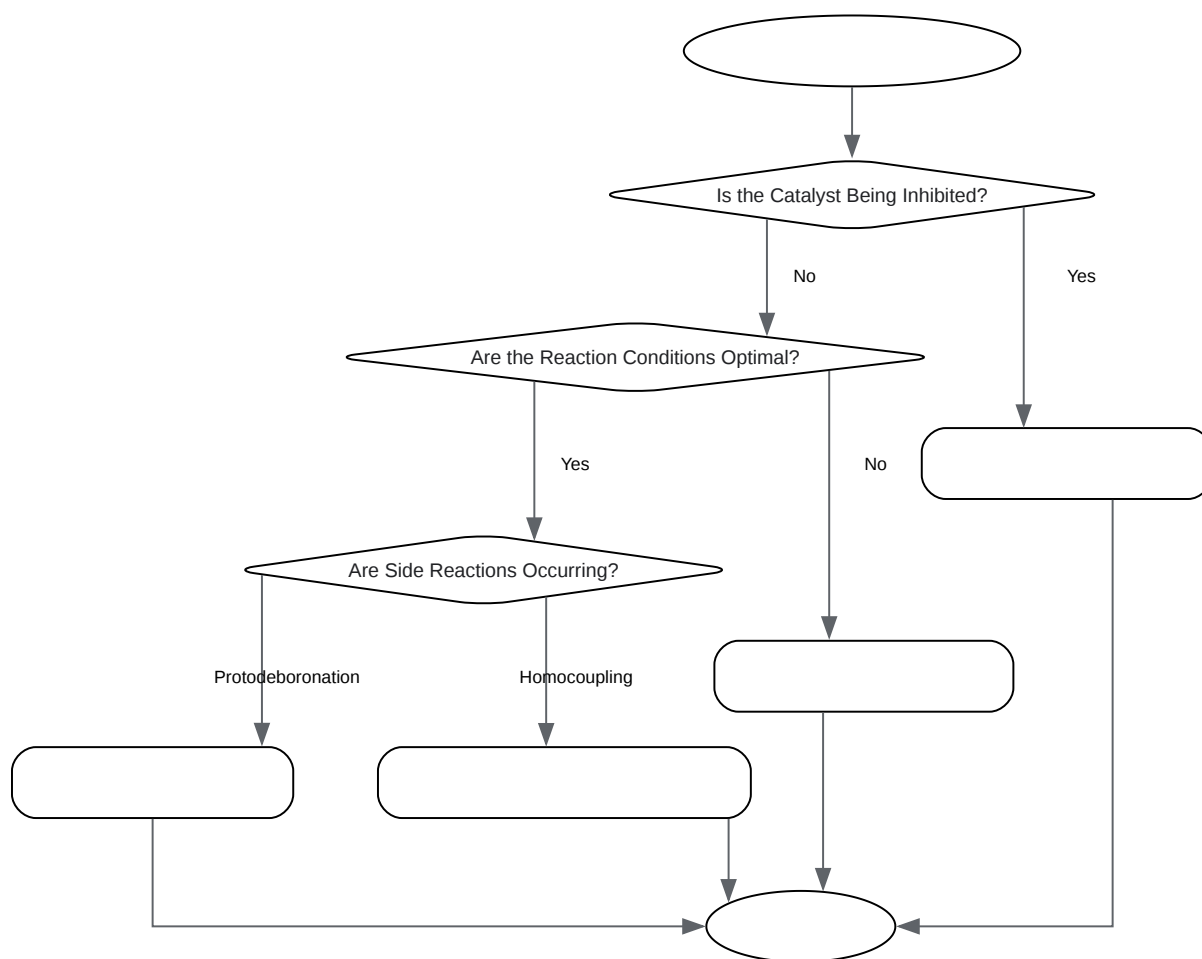 Is the Catalyst Being Inhibited?
No
Yes
Are the Reaction Conditions Optimal?
Yes
No
Are Side Reactions Occurring?
Protodeboronation
Homocoupling